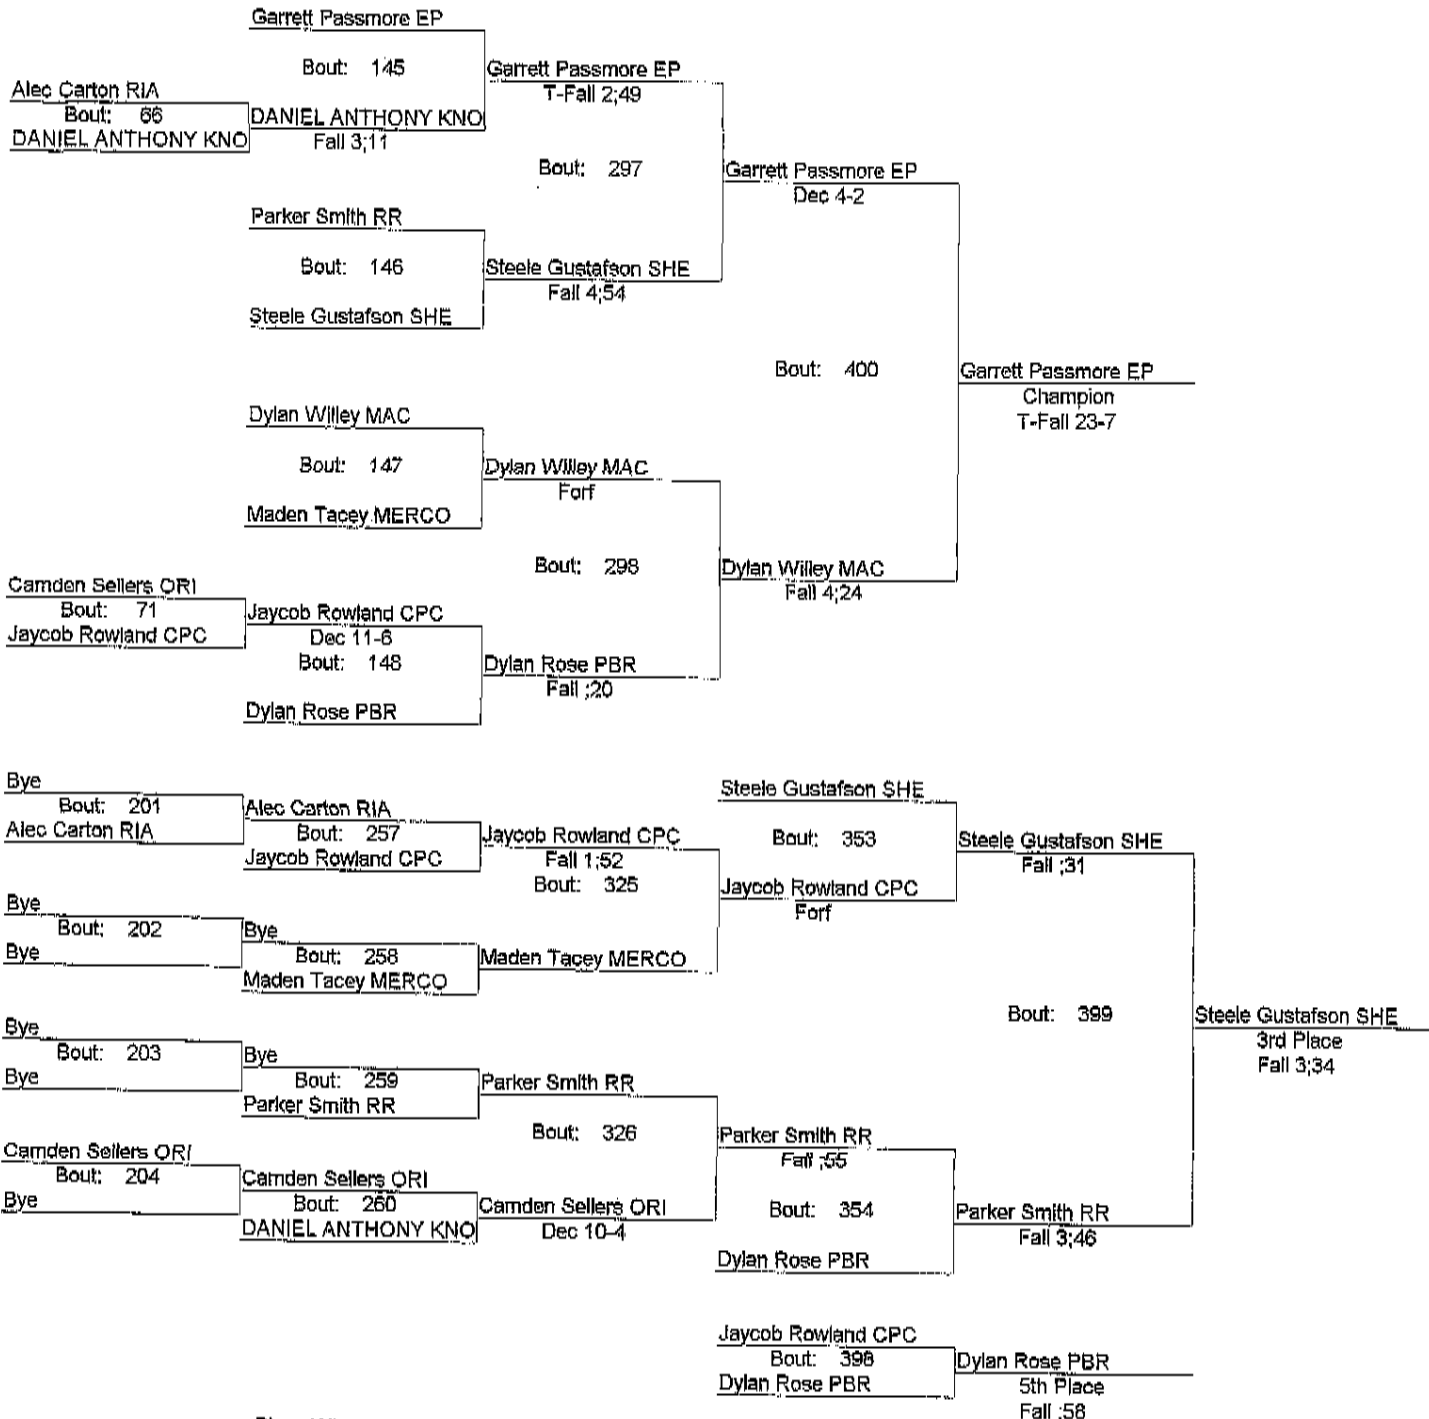 Garrett Passmore EP
Bout: 145
Garrett Passmore EP
T-Fall 2;49
Alec Carton RIA
Bout: 66
DANIEL ANTHONY KNO
DANIEL ANTHONY KNO
Fall 3;11
Bout: 297
Garrett Passmore EP
Dec 4-2
Parker Smith RR
Bout: 146
Steele Gustafson SHE
Fall 4;54
Steele Gustafson SHE
Bout: 400
Garrett Passmore EP
Champion
T-Fall 23-7
Dylan Willey MAC
Bout: 147
Dylan Willey MAC
Forf
Maden Tacey MERCO
Bout: 298
Dylan Willey MAC
Fall 4;24
Camden Sellers ORI
Bout: 71
Jaycob Rowland CPC
Jaycob Rowland CPC
Dec 11-6
Bout: 148
Dylan Rose PBR
Fall ;20
Dylan Rose PBR
Bye
Bout: 201
Alec Carton RIA
Alec Carton RIA
Bout: 257
Jaycob Rowland CPC
Jaycob Rowland CPC
Fall 1;52
Bout: 325
Steele Gustafson SHE
Bout: 353
Jaycob Rowland CPC
Forf
Steele Gustafson SHE
Fall ;31
Bye
Bout: 202
Bye
Bye
Bout: 258
Maden Tacey MERCO
Maden Tacey MERCO
Bout: 399
Steele Gustafson SHE
3rd Place
Fall 3;34
Bye
Bout: 203
Bye
Bye
Bout: 259
Parker Smith RR
Parker Smith RR
Bout: 326
Parker Smith RR
Fall ;55
Camden Sellers ORI
Bout: 204
Bye
Camden Sellers ORI
Bout: 260
DANIEL ANTHONY KNO
Camden Sellers ORI
Dec 10-4
Bout: 354
Parker Smith RR
Fall 3;46
Dylan Rose PBR
Jaycob Rowland CPC
Bout: 398
Dylan Rose PBR
Dylan Rose PBR
5th Place
Fall :58